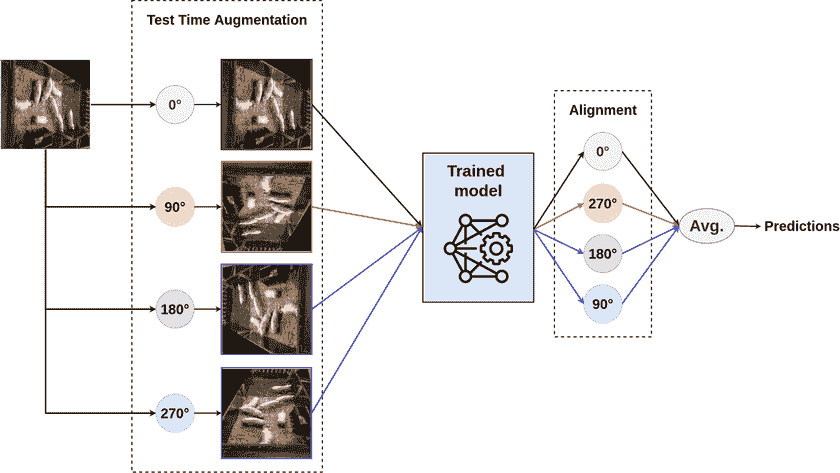 Test Time Augmentation
0°
90°
180°
270°
Trained
model
Alignment
0°
270°
180°
90°
Avg.
Predictions